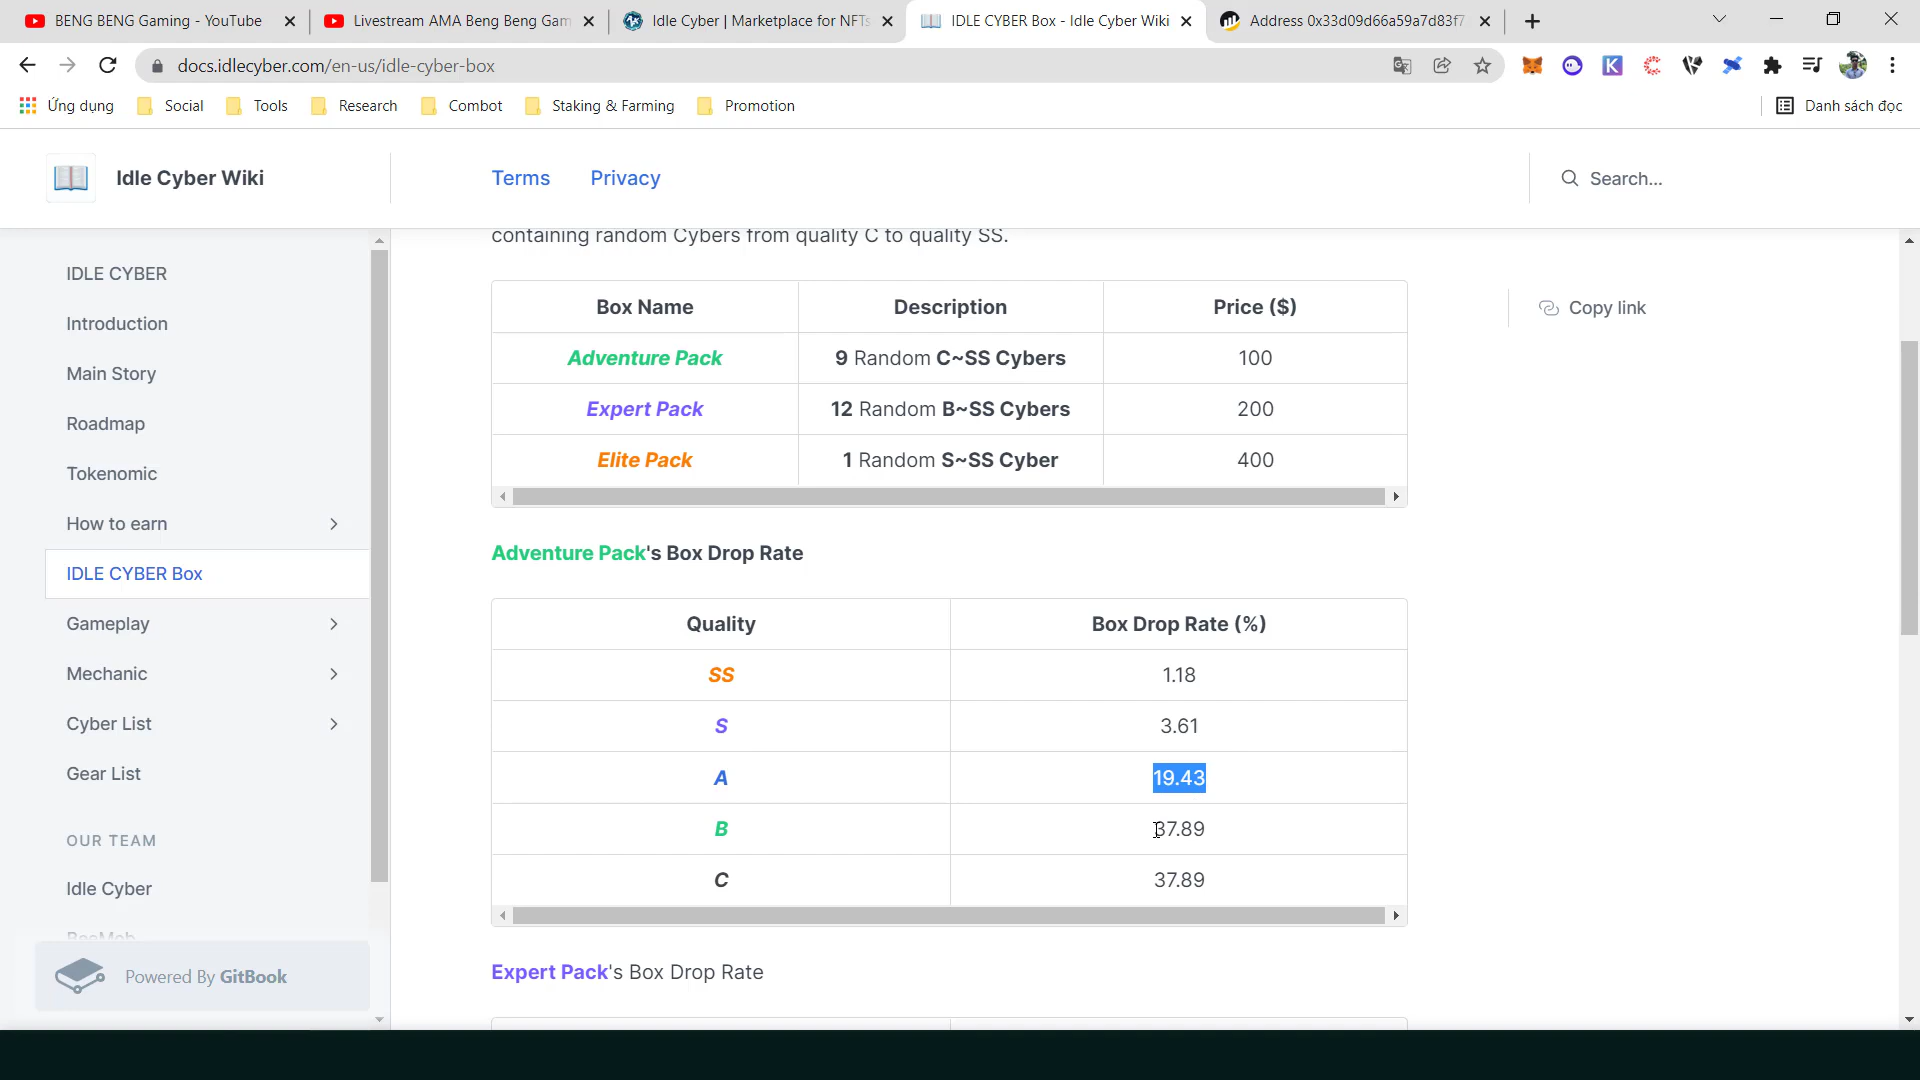 BENG BENG Gaming - YouTube
Livestream AMA Beng Beng Gam
Idle Cyber | Marketplace for NFTs
IDLE CYBER Box - Idle Cyber Wiki
Address 0x33d09d66a59a7d83f7
docs.idlecyber.com/en-us/idle-cyber-box
Ứng dụng
Social
Tools
Research
Combot
Staking & Farming
Promotion
Danh sách đọc
Idle Cyber Wiki
Terms
Privacy
Search...
IDLE CYBER
Introduction
Main Story
Roadmap
Tokenomic
How to earn
IDLE CYBER Box
Gameplay
Mechanic
Cyber List
Gear List
OUR TEAM
Idle Cyber
Powered By GitBook
containing random Cybers from quality C to quality SS.
Box Name Description Price ($)
Adventure Pack 9 Random C~SS Cybers 100
Expert Pack 12 Random B~SS Cybers 200
Elite Pack 1 Random S~SS Cyber 400
Adventure Pack's Box Drop Rate
Quality Box Drop Rate (%)
SS 1.18
S 3.61
A 19.43
B 37.89
C 37.89
Expert Pack's Box Drop Rate
Copy link